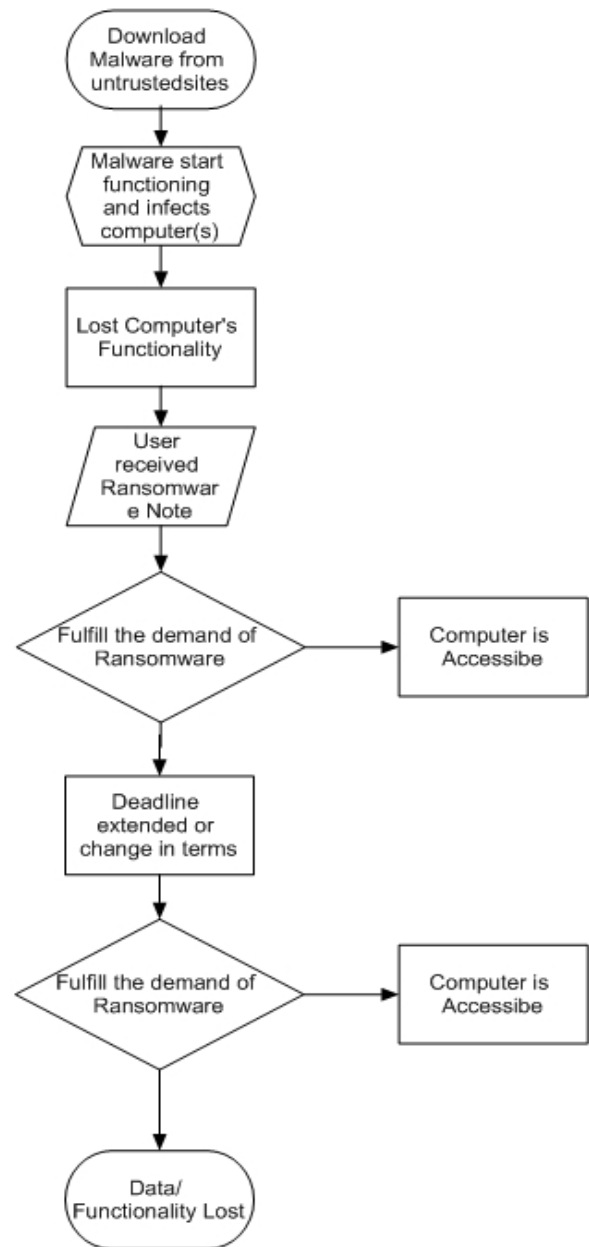 Download
Malware from
untrustedsites
Malware start
functioning
and infects
computer(s)
Lost Computer's
Functionality
User
received
Ransomwar
e Note
Fulfill the demand of
Ransomware
Computer is
Accessibe
Deadline
extended or
change in terms
Fulfill the demand of
Ransomware
Computer is
Accessibe
Data/
Functionality Lost